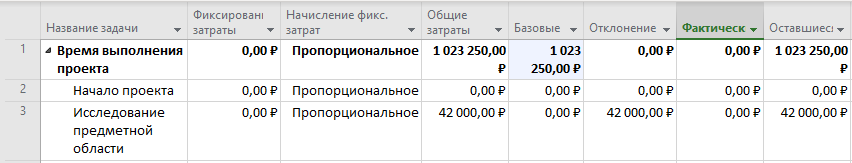 Название задачи Фиксированн затраты Начисление фикс. затрат Общие затраты Базовые Отклонение Фактическ Оставшиес
1 Время выполнения проекта 0,00 ₽ Пропорциональное 1 023 250,00 ₽ 1 023 250,00 ₽ 0,00 ₽ 0,00 ₽ 1 023 250,00 ₽
2 Начало проекта 0,00 ₽ Пропорциональное 0,00 ₽ 0,00 ₽ 0,00 ₽ 0,00 ₽ 0,00 ₽
3 Исследование предметной области 0,00 ₽ Пропорциональное 42 000,00 ₽ 0,00 ₽ 42 000,00 ₽ 0,00 ₽ 42 000,00 ₽